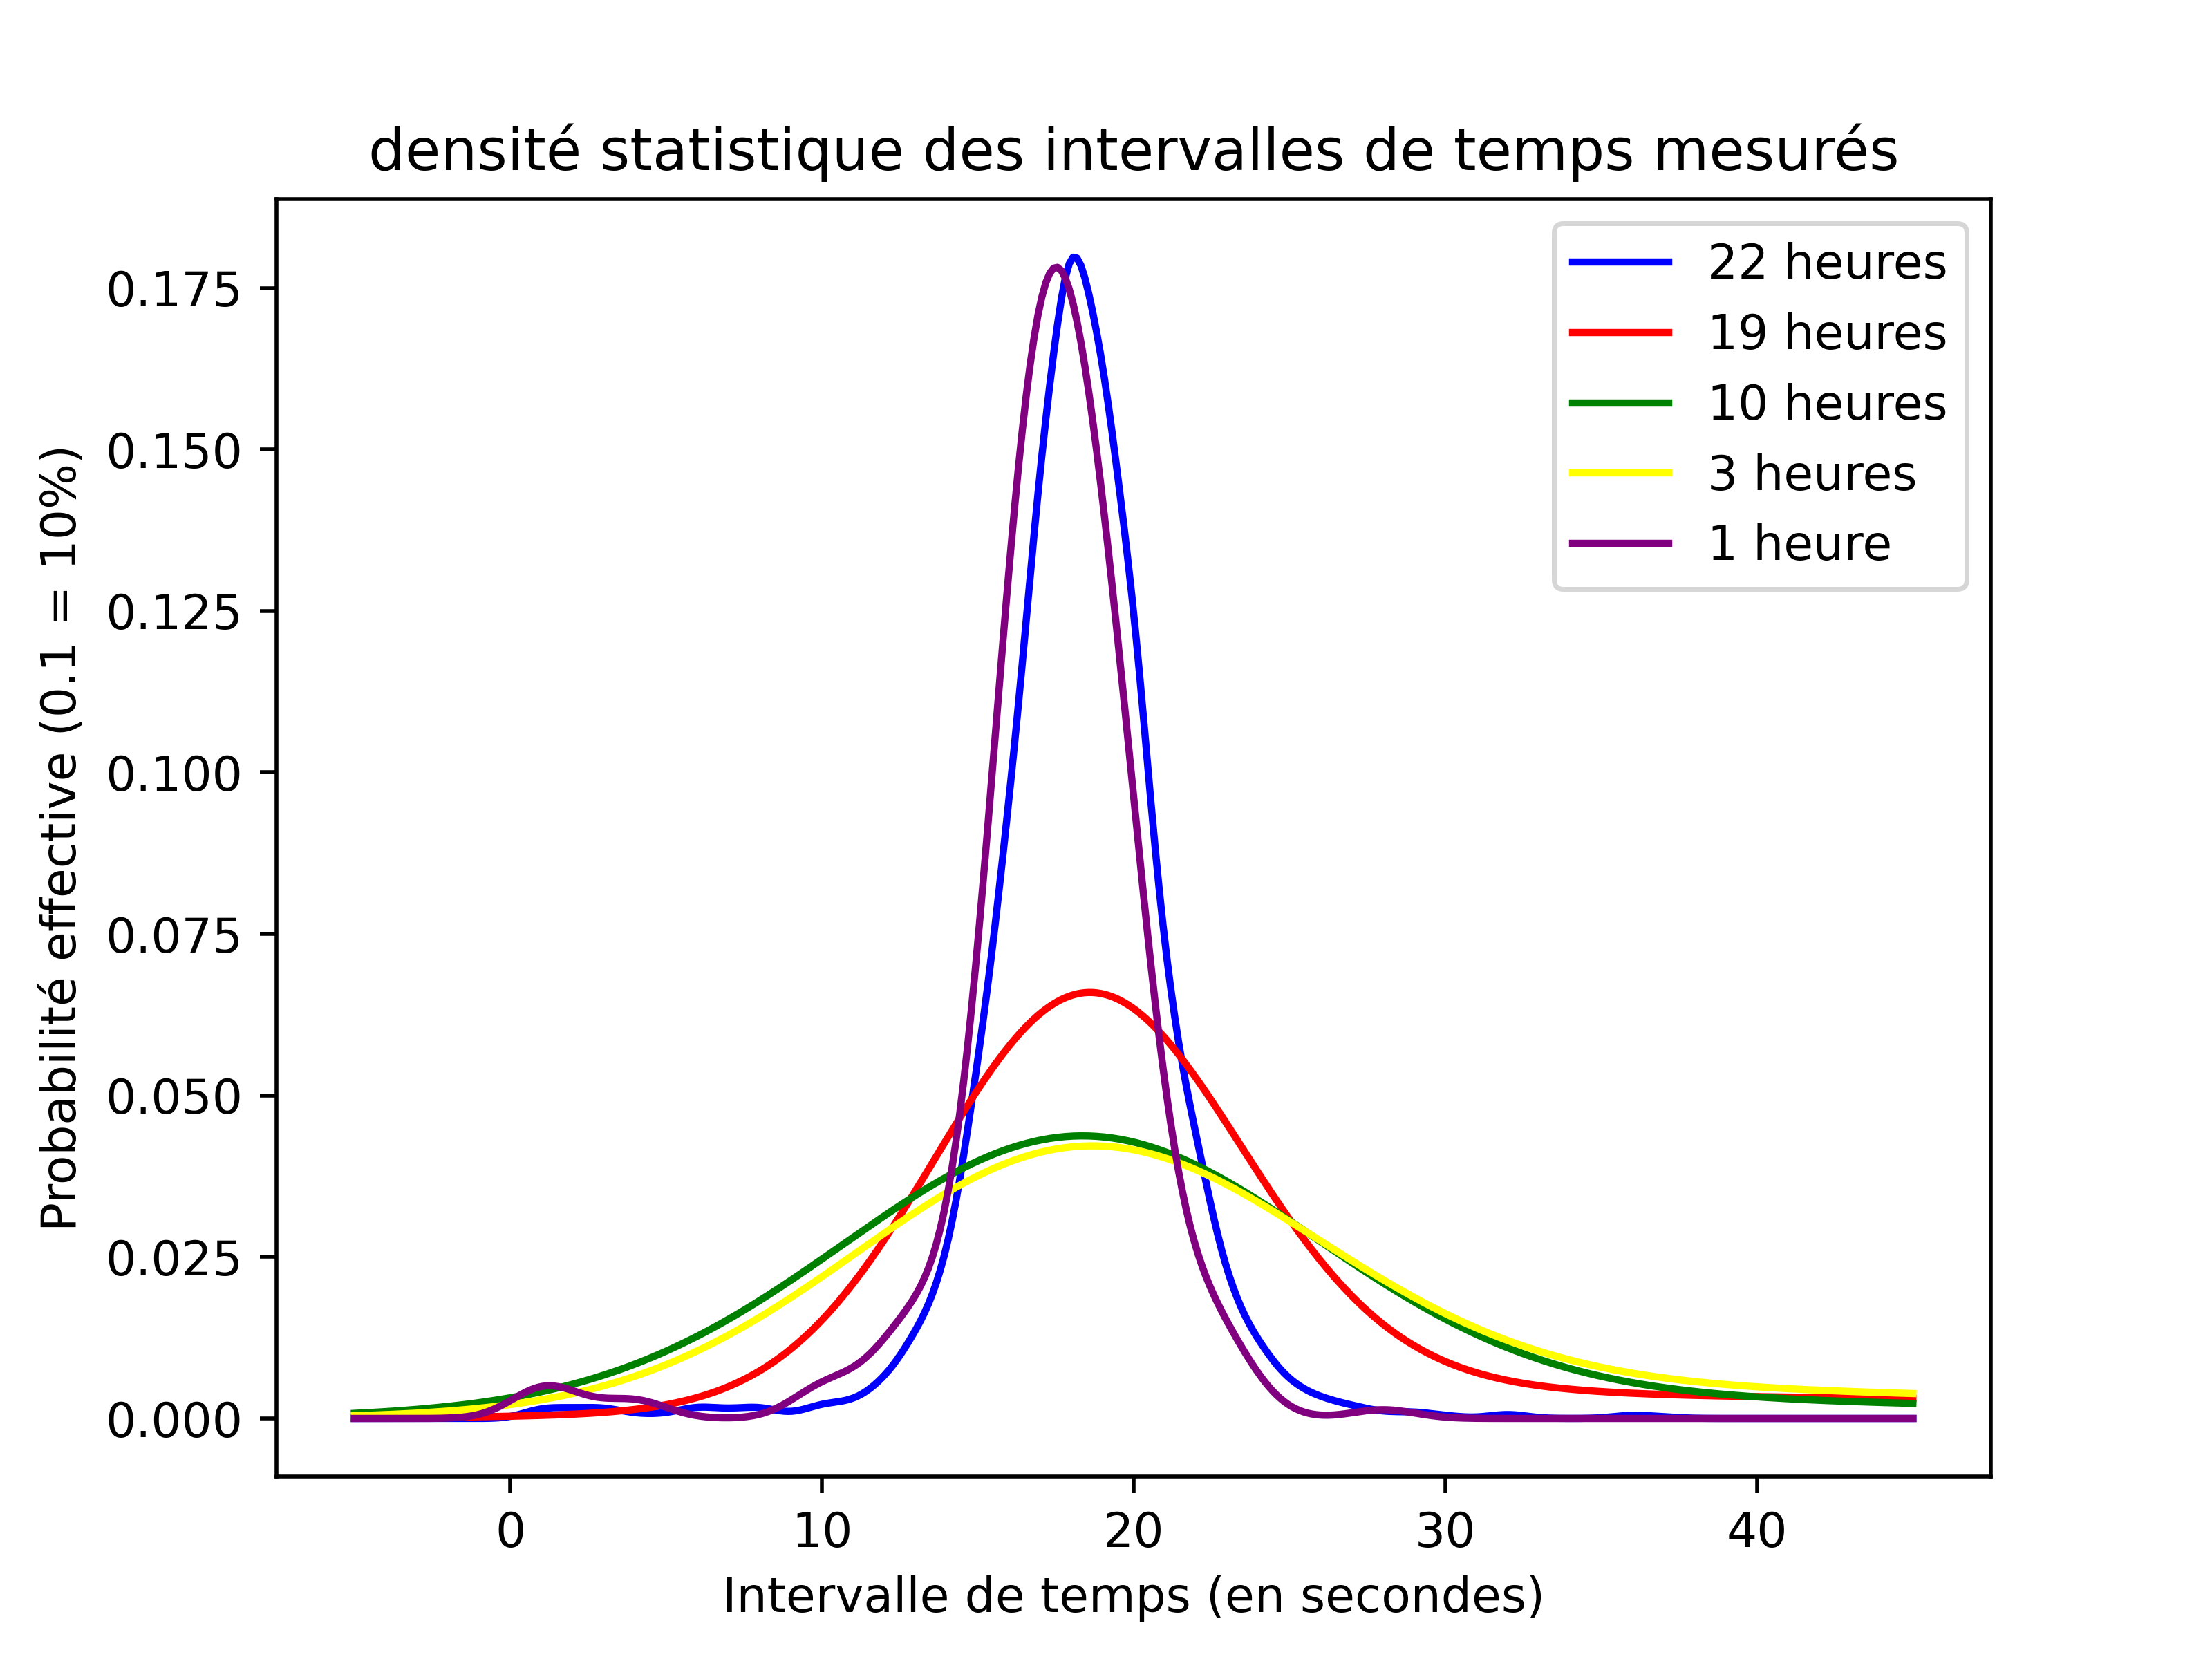 densité statistique des intervalles de temps mesurés
22 heures
19 heures
10 heures
3 heures
1 heure
Probabilité effective (0.1 = 10%)
0.175
0.150
0.125
0.100
0.075
0.050
0.025
0.000
0 10 20 30 40
Intervalle de temps (en secondes)